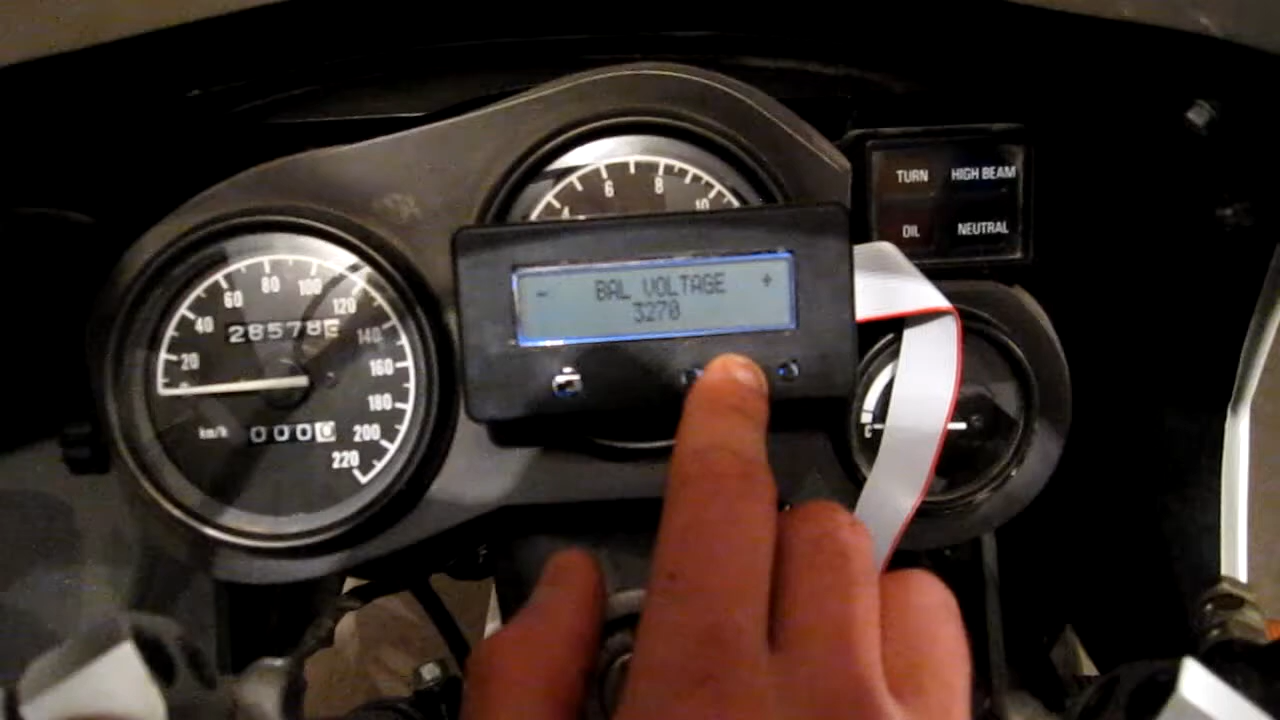 6 8 10
TURN HIGH BEAM
OIL NEUTRAL
- BAL VOLTAGE +
3270
20 40 60 80 100 120 140 160 180 200 220
28578
km/h
000
C